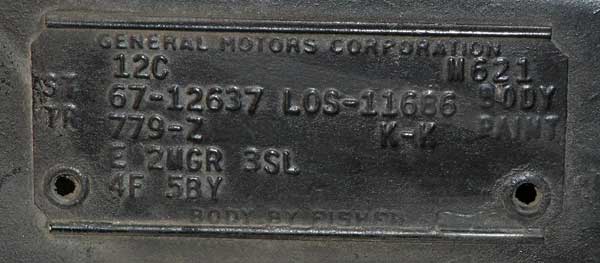 GENERAL MOTORS CORPORATION
12C M621
ST 67-12637 LOS-11686 BODY
TR 779-Z K-K PAINT
E 2MGR 3SL
4F 5BY
BODY BY FISHER